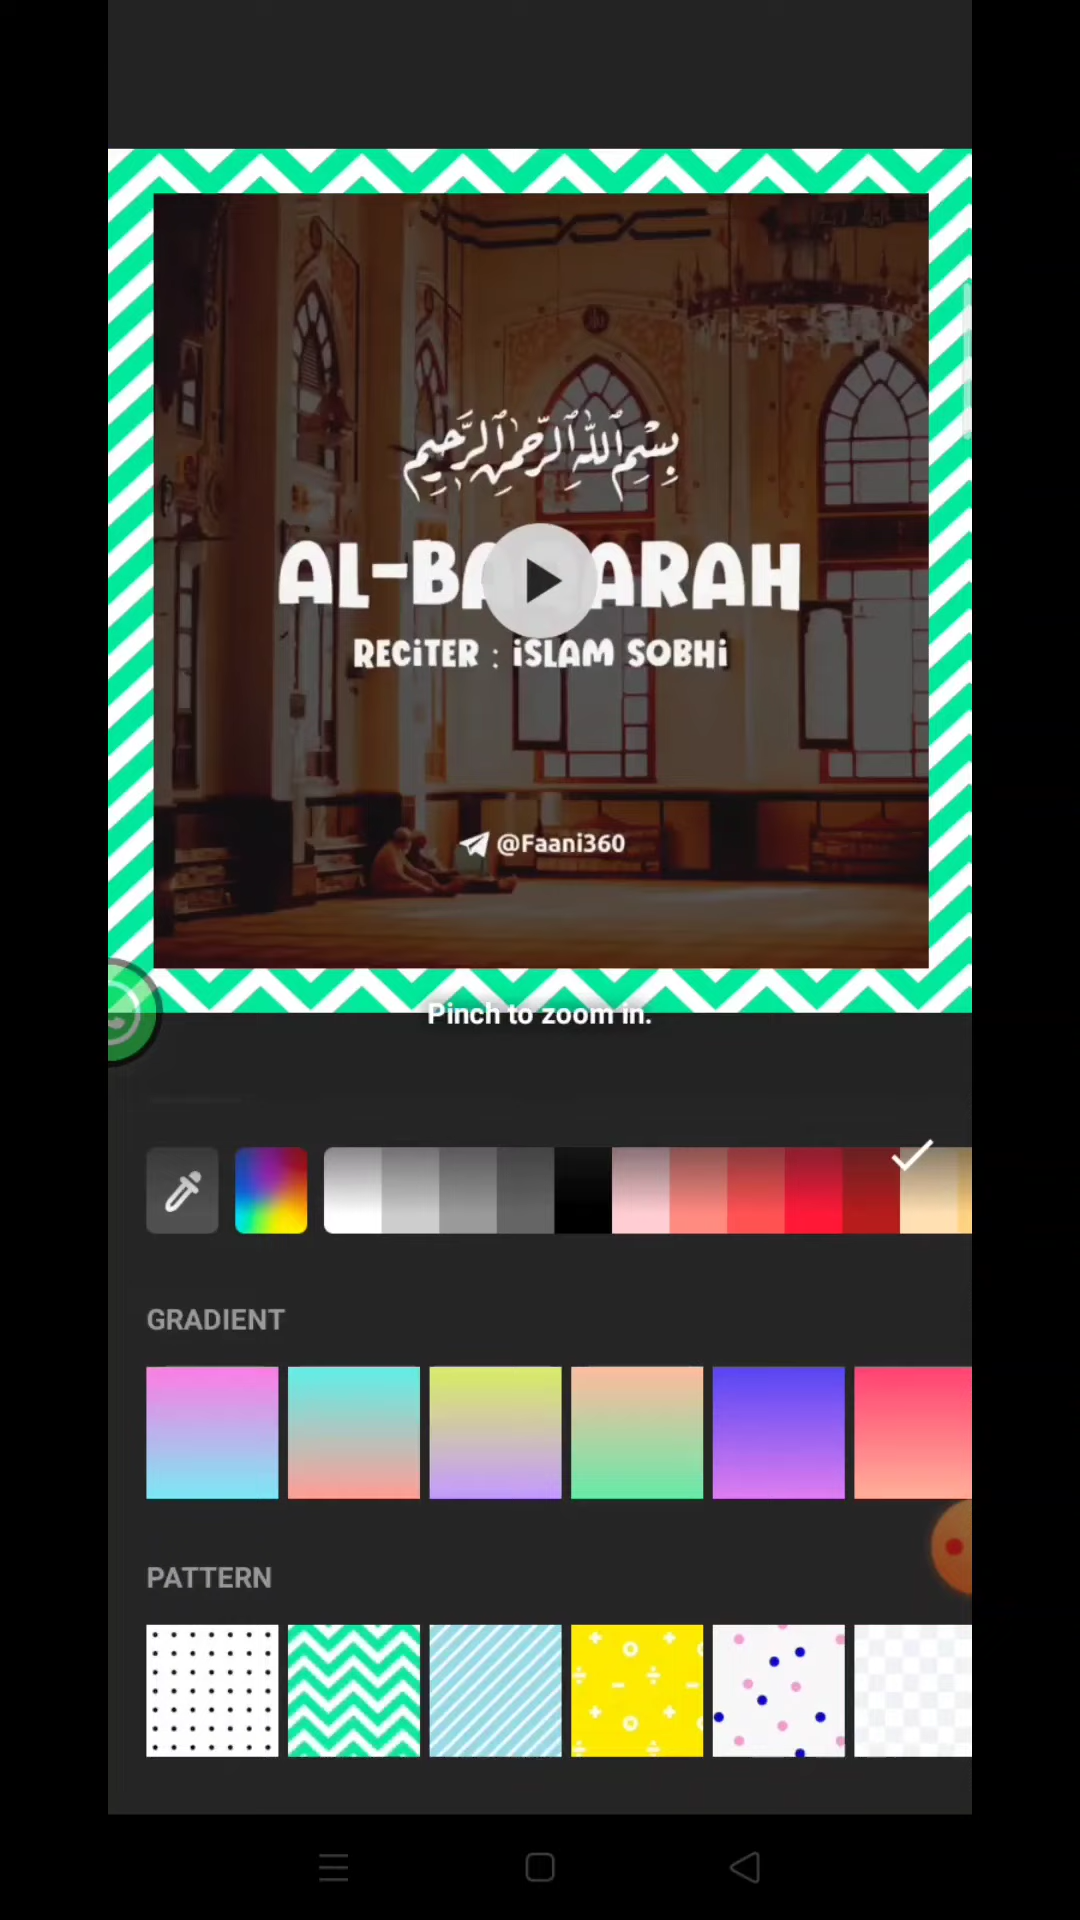 بِسْمِ ٱللَّٰهِ ٱلرَّحْمَٰنِ ٱلرَّحِيمِ
RECiTER : iSLAM SOBHi
@Faani360
Pinch to zoom in.
GRADIENT
PATTERN